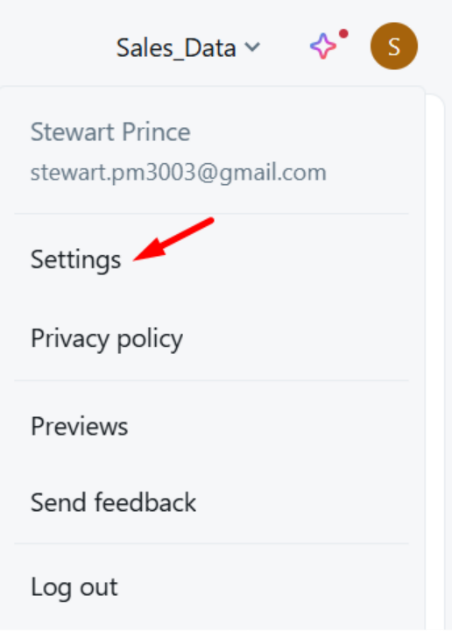 Sales_Data
S
Stewart Prince
stewart.pm3003@gmail.com
Settings
Privacy policy
Previews
Send feedback
Log out